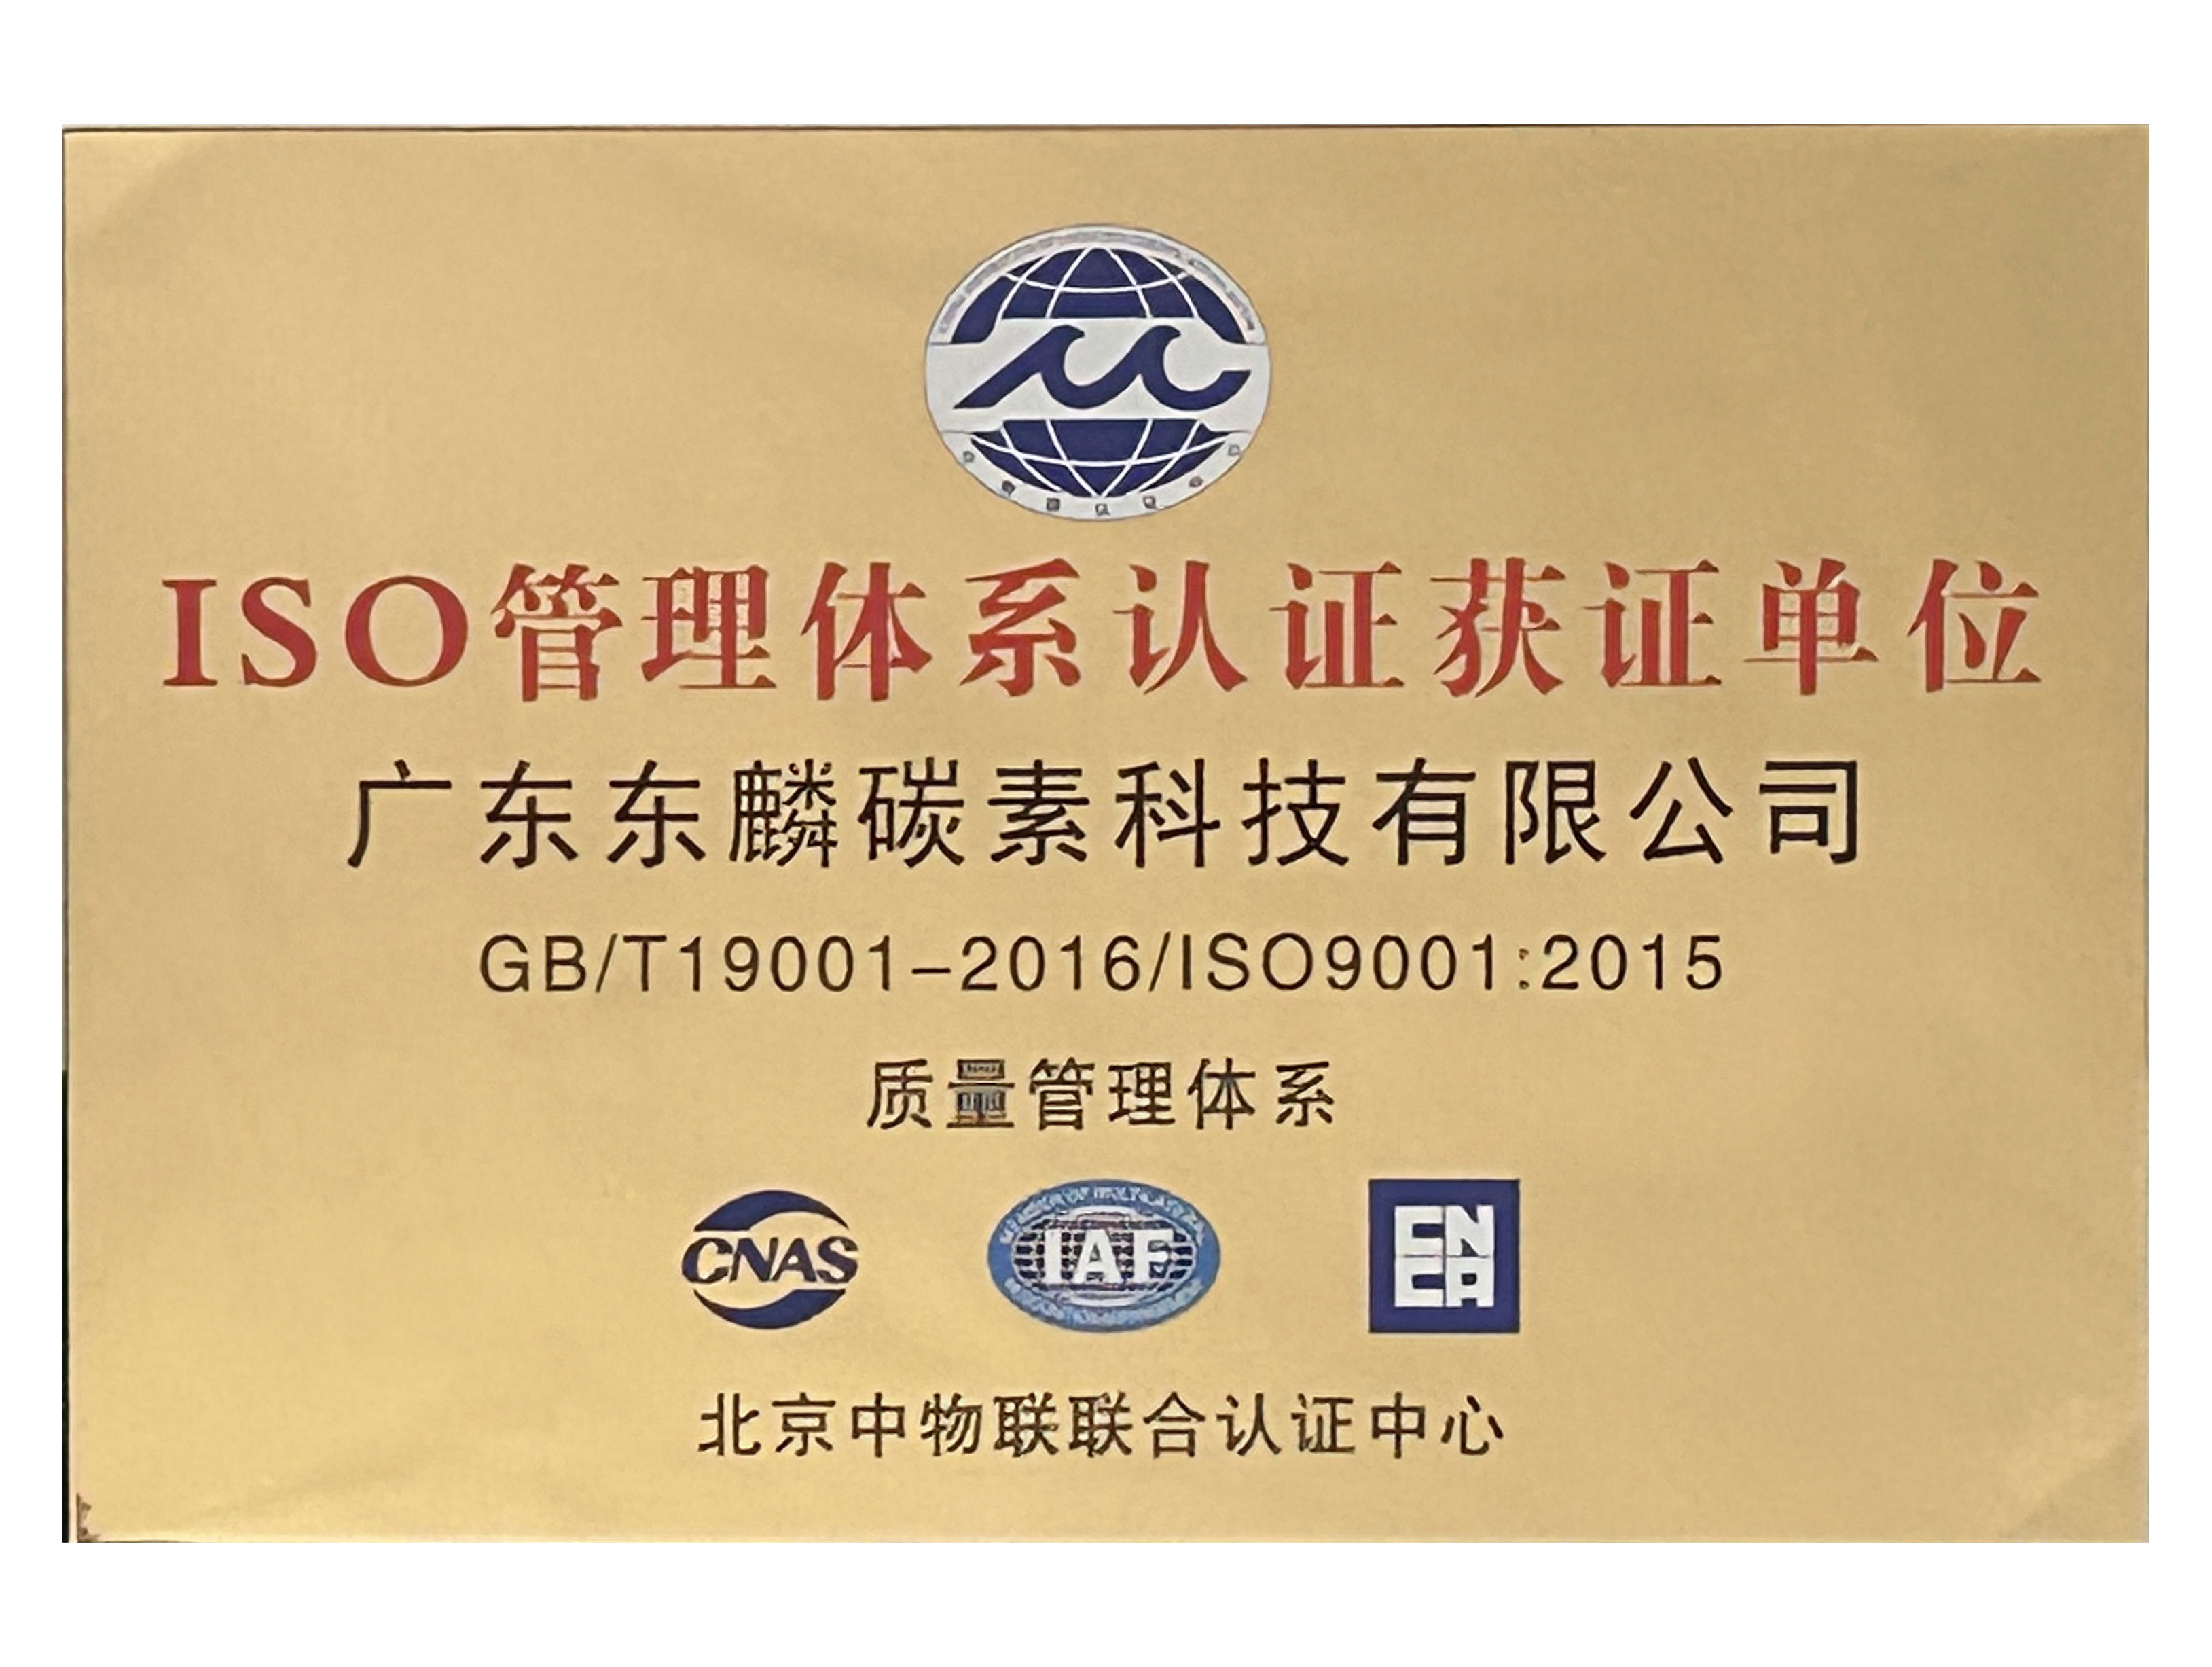 ISO管理体系认证获证单位
广东东麟碳素科技有限公司
GB/T19001-2016/ISO9001:2015
质量管理体系
CNAS
IAF
CNCA
北京中物联联合认证中心